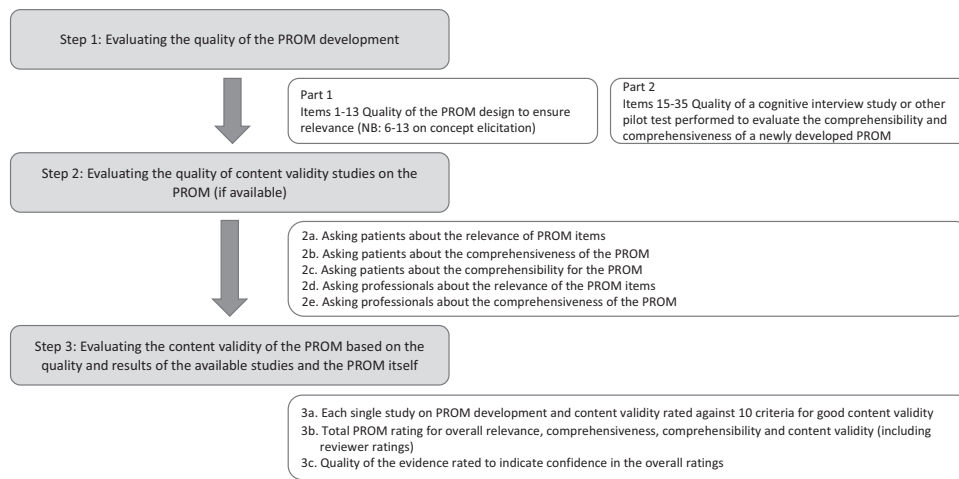 Step 1: Evaluating the quality of the PROM development
Part 1
Items 1-13 Quality of the PROM design to ensure
relevance (NB: 6-13 on concept elicitation)
Part 2
Items 15-35 Quality of a cognitive interview study or other
pilot test performed to evaluate the comprehensibility and
comprehensiveness of a newly developed PROM
Step 2: Evaluating the quality of content validity studies on the
PROM (if available)
2a. Asking patients about the relevance of PROM items
2b. Asking patients about the comprehensiveness of the PROM
2c. Asking patients about the comprehensibility for the PROM
2d. Asking professionals about the relevance of the PROM items
2e. Asking professionals about the comprehensiveness of the PROM
Step 3: Evaluating the content validity of the PROM based on the
quality and results of the available studies and the PROM itself
3a. Each single study on PROM development and content validity rated against 10 criteria for good content validity
3b. Total PROM rating for overall relevance, comprehensiveness, comprehensibility and content validity (including
reviewer ratings)
3c. Quality of the evidence rated to indicate confidence in the overall ratings